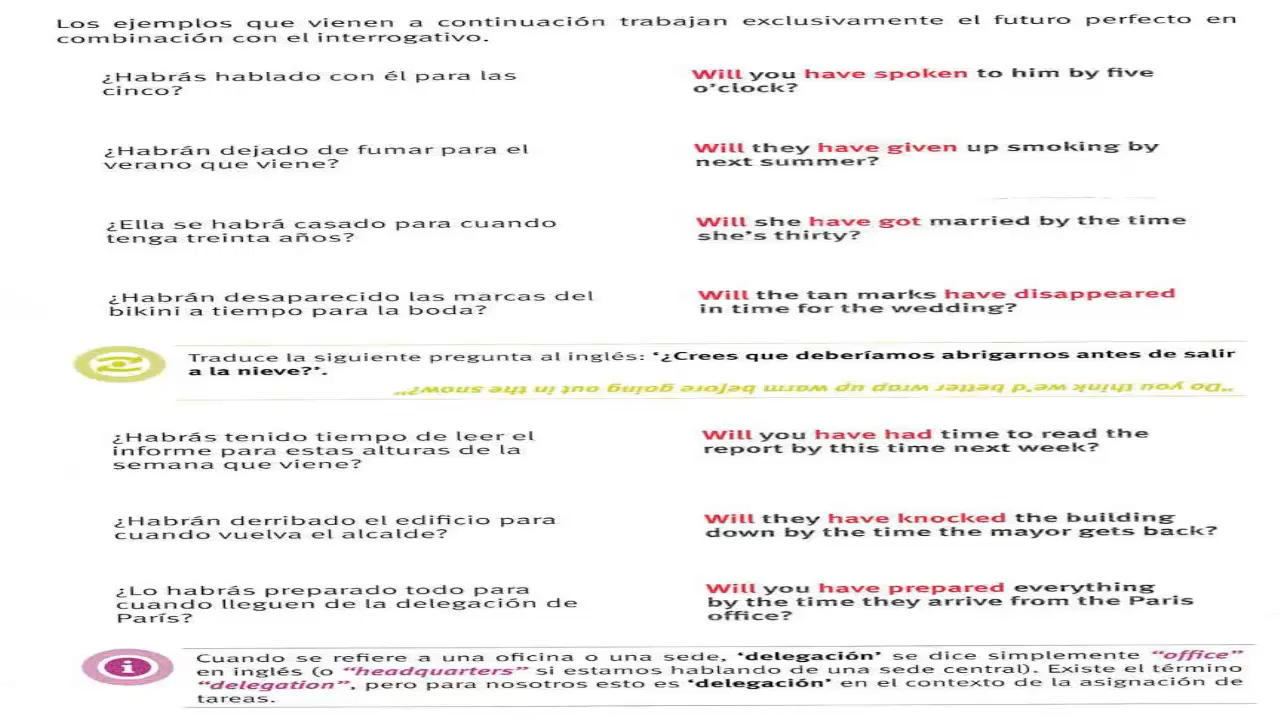 Los ejemplos que vienen a continuación trabajan exclusivamente el futuro perfecto en
combinación con el interrogativo.
¿Habrás hablado con él para las
cinco?
Will you have spoken to him by five
o'clock?
¿Habrán dejado de fumar para el
verano que viene?
Will they have given up smoking by
next summer?
¿Ella se habrá casado para cuando
tenga treinta años?
Will she have got married by the time
she's thirty?
¿Habrán desaparecido las marcas del
bikini a tiempo para la boda?
Will the tan marks have disappeared
in time for the wedding?
Traduce la siguiente pregunta al inglés: '¿Crees que deberíamos abrigarnos antes de salir
a la nieve?'.
"Do you think we'd better wrap up warm before going out in the snow?"
¿Habrás tenido tiempo de leer el
informe para estas alturas de la
semana que viene?
Will you have had time to read the
report by this time next week?
¿Habrán derribado el edificio para
cuando vuelva el alcalde?
Will they have knocked the building
down by the time the mayor gets back?
¿Lo habrás preparado todo para
cuando lleguen de la delegación de
París?
Will you have prepared everything
by the time they arrive from the Paris
office?
Cuando se refiere a una oficina o una sede, 'delegación' se dice simplemente "office"
en inglés (o "headquarters" si estamos hablando de una sede central). Existe el término
"delegation", pero para nosotros esto es 'delegación' en el contexto de la asignación de
tareas.